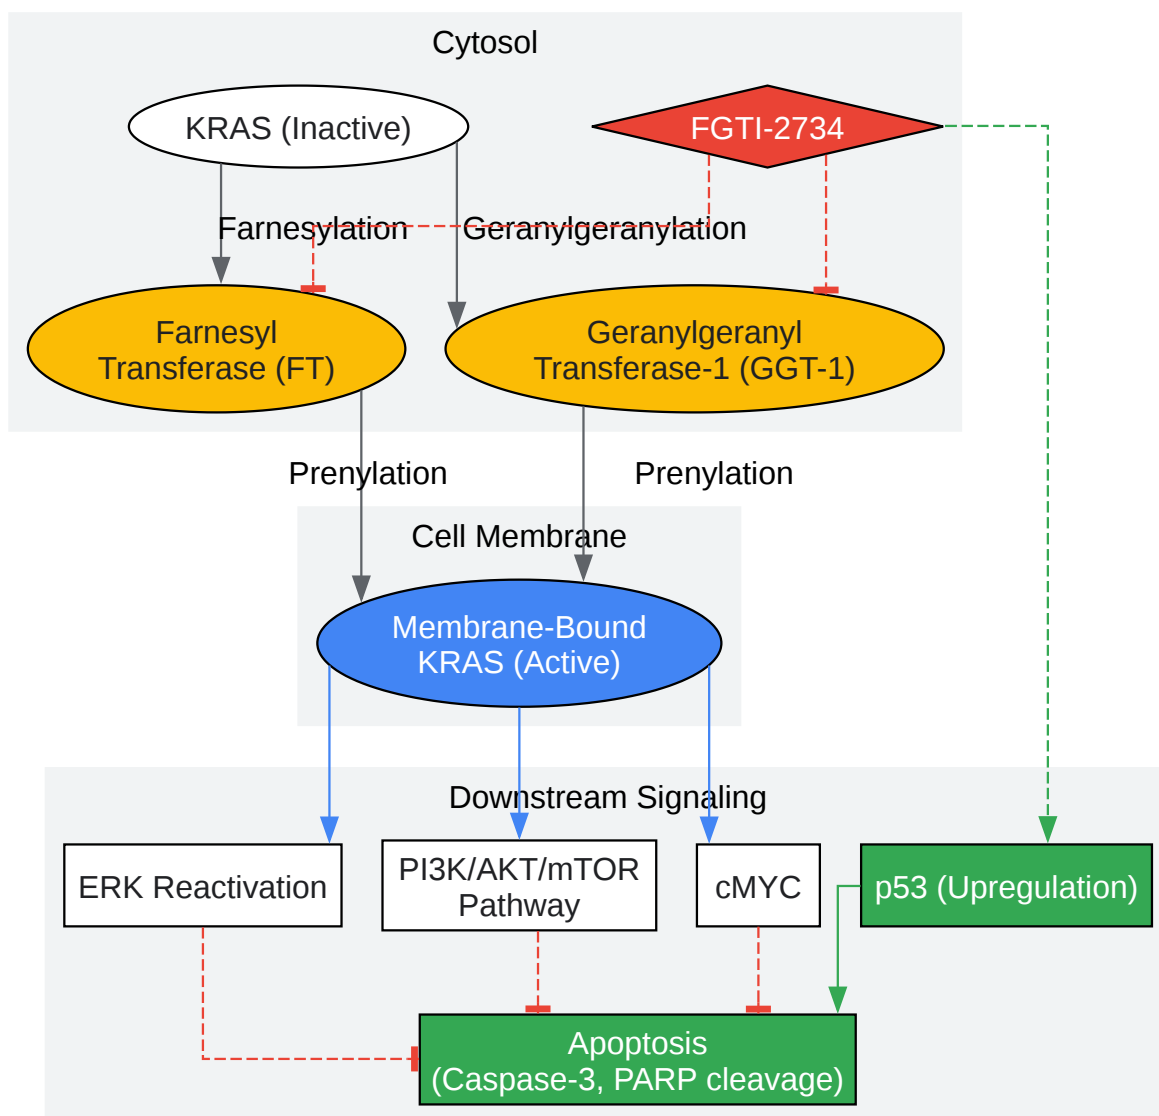 Cytosol
KRAS (Inactive)
FGTI-2734
Farnesylation
Geranylgeranylation
Farnesyl
Transferase (FT)
Geranylgeranyl
Transferase-1 (GGT-1)
Prenylation
Prenylation
Cell Membrane
Membrane-Bound
KRAS (Active)
Downstream Signaling
ERK Reactivation
PI3K/AKT/mTOR
Pathway
cMYC
p53 (Upregulation)
Apoptosis
(Caspase-3, PARP cleavage)